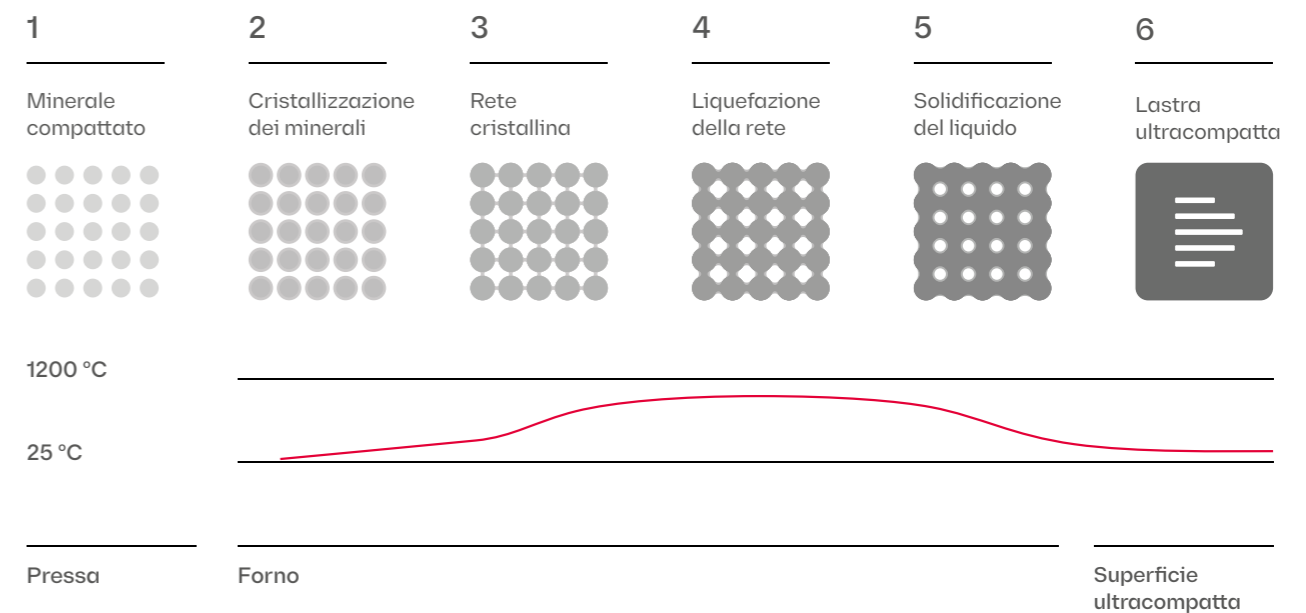 1
2
3
4
5
6
Minerale
compattato
Cristallizzazione
dei minerali
Rete
cristallina
Liquefazione
della rete
Solidificazione
del liquido
Lastra
ultracompatta
1200 °C
25 °C
Pressa
Forno
Superficie
ultracompatta